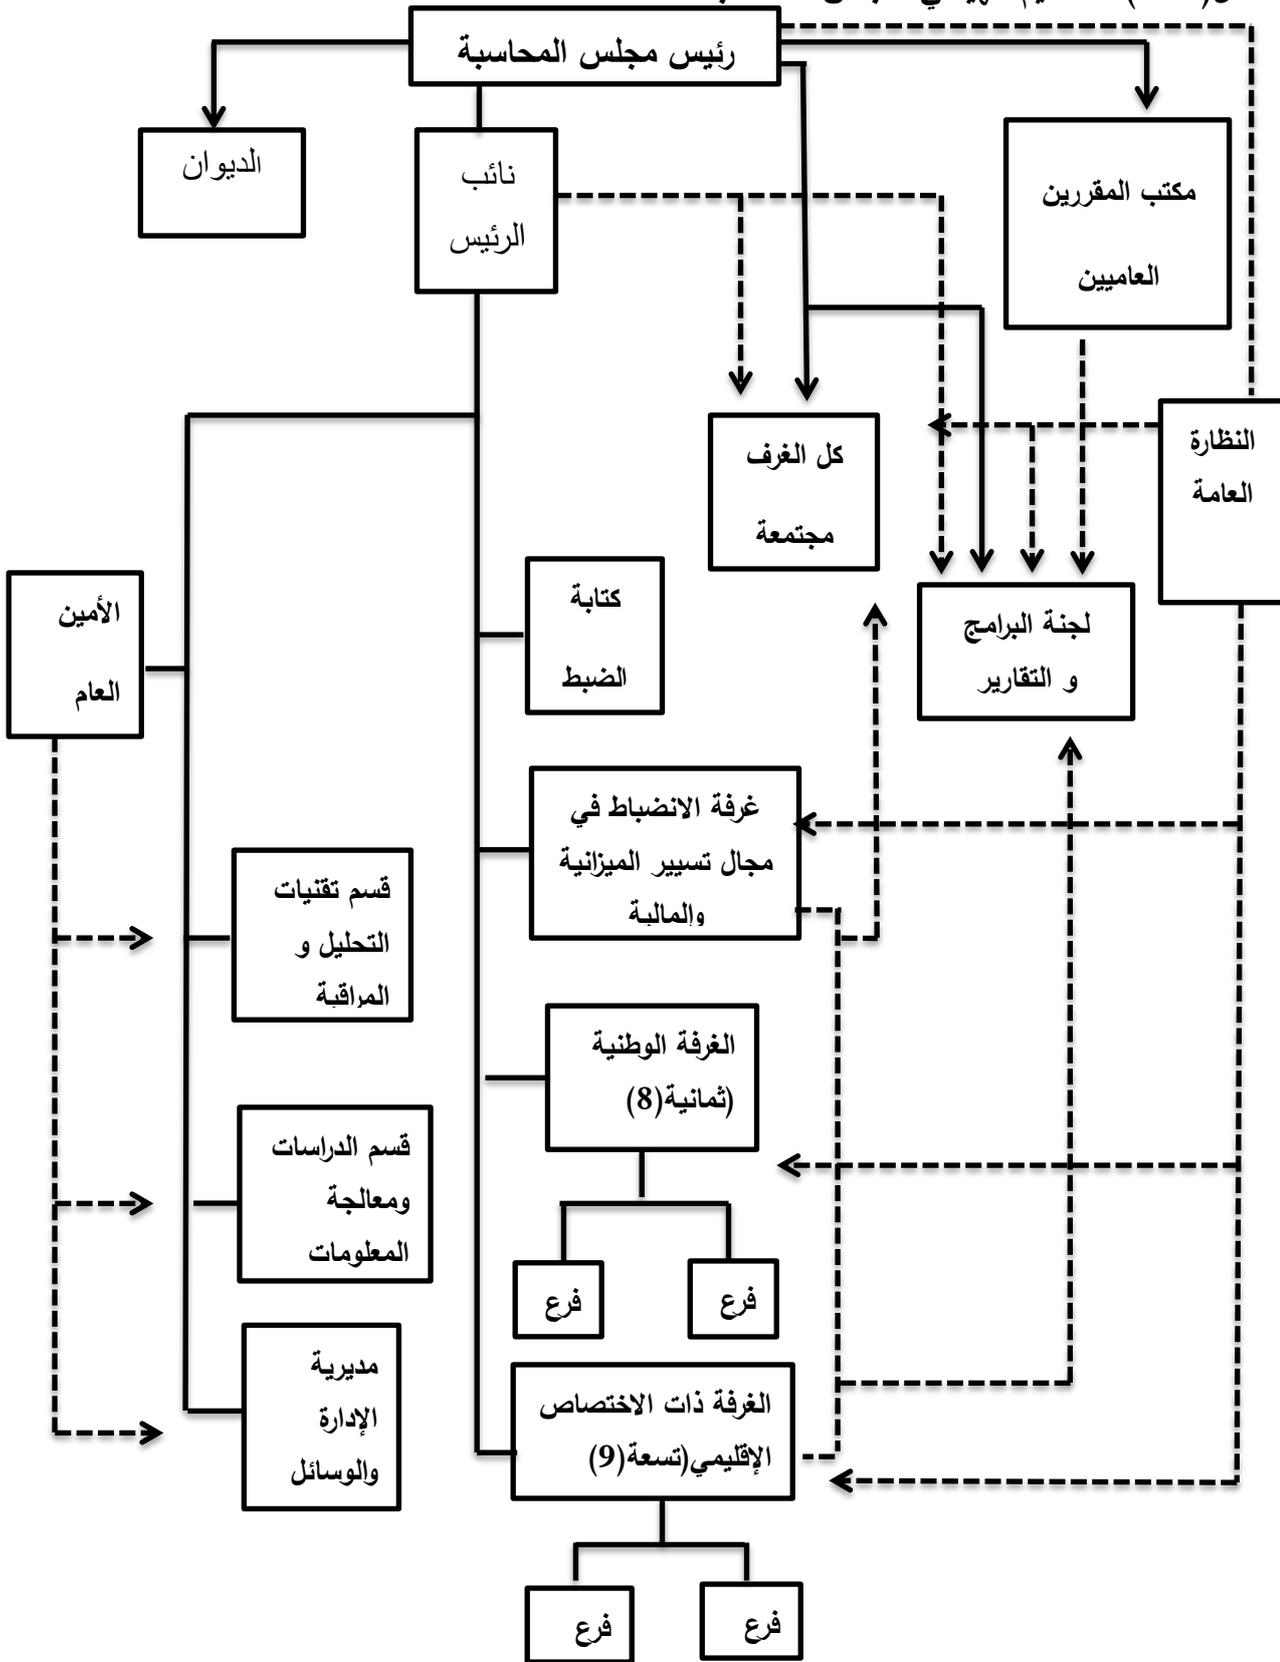 رئيس مجلس المحاسبة
الديوان
نائب
الرئيس
مكتب المقررين
العاميين
كل الغرف
مجتمعة
النظارة
العامة
لجنة البرامج
و التقارير
الأمين
العام
كتابة
الضبط
غرفة الانضباط في
مجال تسيير الميزانية
والمالية
قسم تقنيات
التحليل و
المراقبة
الغرفة الوطنية
(ثمانية(8)
قسم الدراسات
ومعالجة
المعلومات
فرع
فرع
مديرية
الإدارة
والوسائل
الغرفة ذات الاختصاص
الإقليمي(تسعة(9)
فرع
فرع